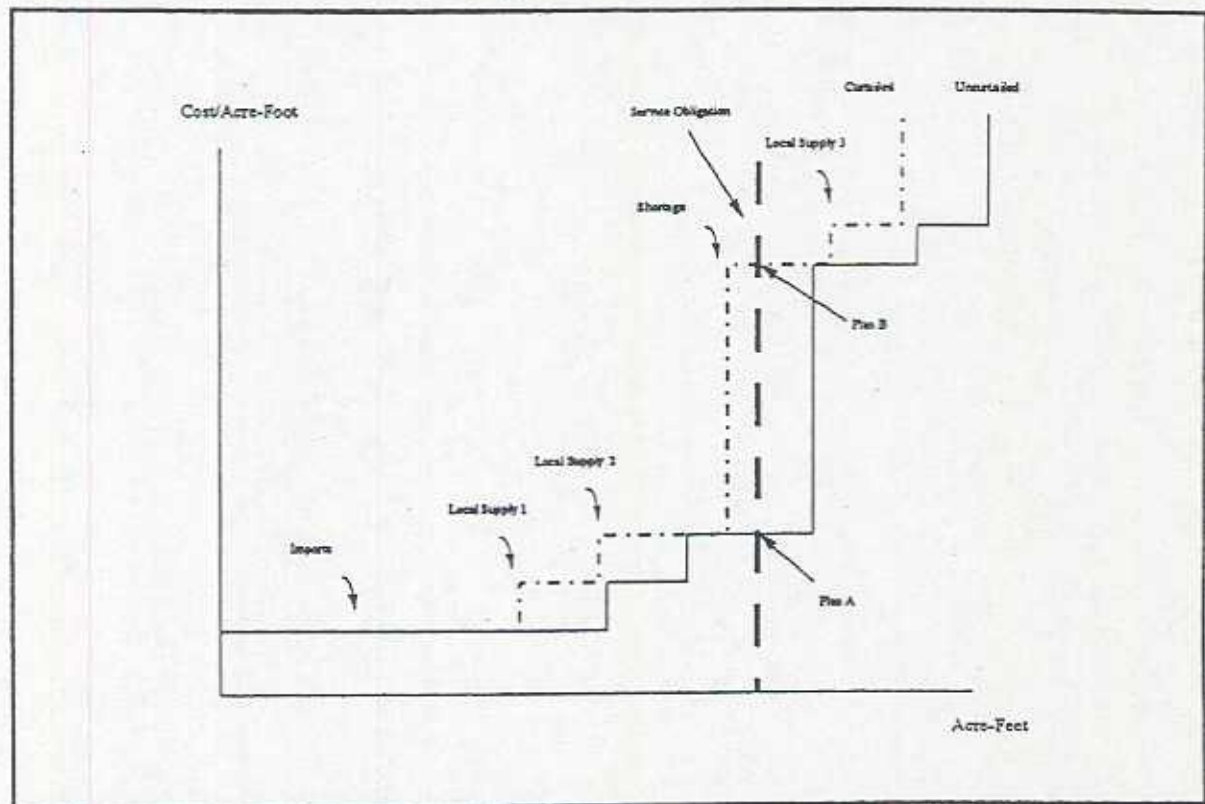 Curtailed
Uncurtailed
Cost/Acre-Foot
Service Obligation
Local Supply 3
Shortage
Plan B
Local Supply 2
Local Supply 1
Imports
Plan A
Acre-Feet